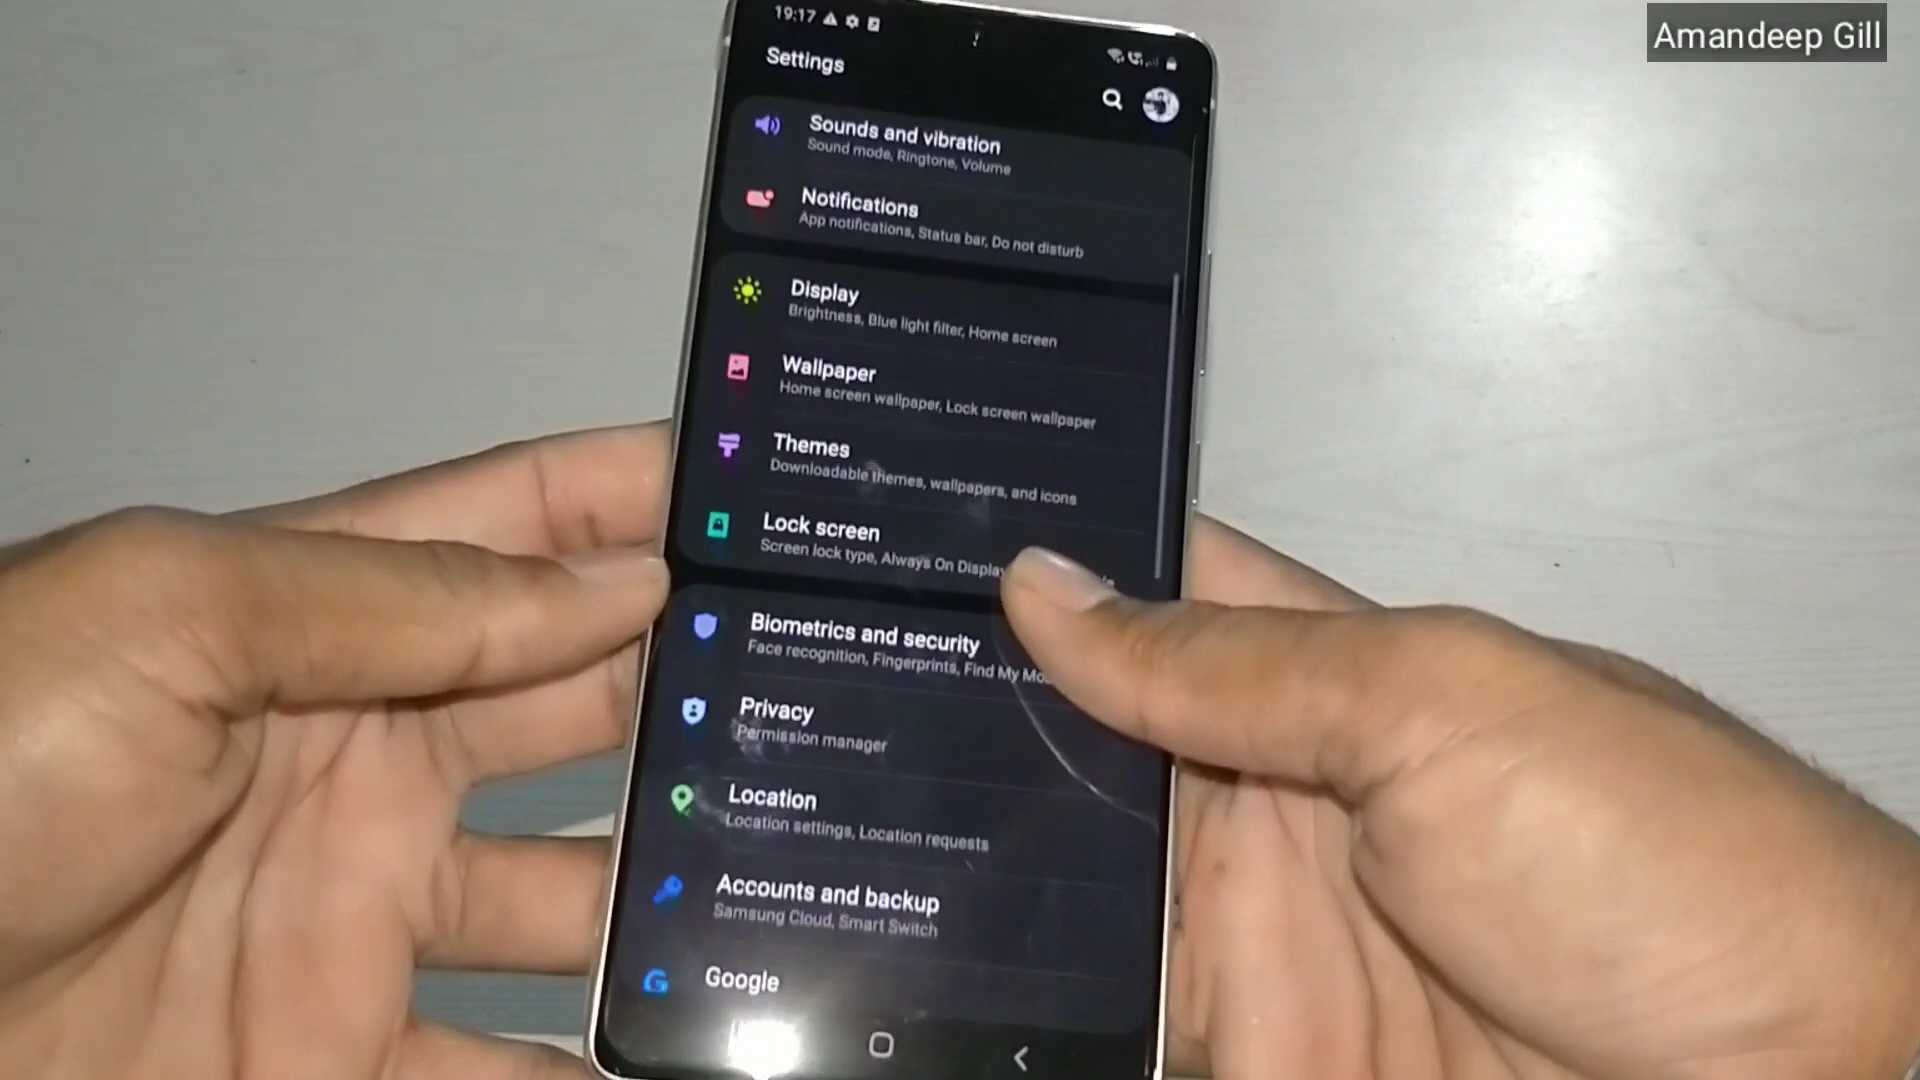 Amandeep Gill
19:17
Settings
Sounds and vibration
Sound mode, Ringtone, Volume
Notifications
App notifications, Status bar, Do not disturb
Display
Brightness, Blue light filter, Home screen
Wallpaper
Home screen wallpaper, Lock screen wallpaper
Themes
Downloadable themes, wallpapers, and icons
Lock screen
Screen lock type, Always On Display
Biometrics and security
Face recognition, Fingerprints, Find My
Privacy
Permission manager
Location
Location settings, Location requests
Accounts and backup
Samsung Cloud, Smart Switch
Google